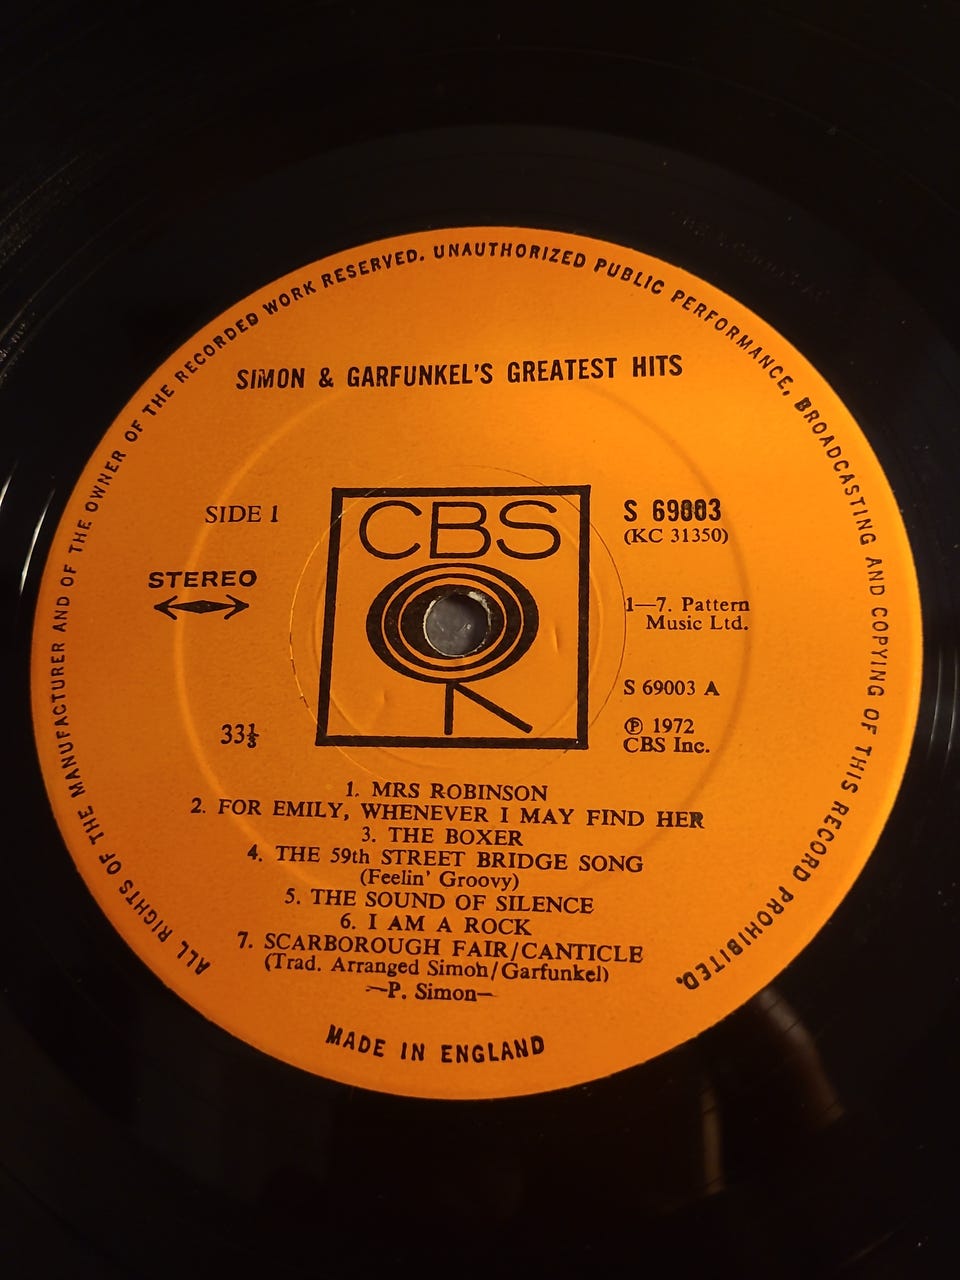 ALL RIGHTS OF THE MANUFACTURER AND OF THE OWNER OF THE RECORDED WORK RESERVED. UNAUTHORIZED PUBLIC PERFORMANCE, BROADCASTING AND COPYING OF THIS RECORD PROHIBITED.
SIMON & GARFUNKEL'S GREATEST HITS
SIDE 1
STEREO
33⅓
CBS
S 69003
(KC 31350)
1—7. Pattern
Music Ltd.
S 69003 A
℗ 1972
CBS Inc.
1. MRS ROBINSON
2. FOR EMILY, WHENEVER I MAY FIND HER
3. THE BOXER
4. THE 59th STREET BRIDGE SONG
(Feelin' Groovy)
5. THE SOUND OF SILENCE
6. I AM A ROCK
7. SCARBOROUGH FAIR/CANTICLE
(Trad. Arranged Simon/Garfunkel)
—P. Simon—
MADE IN ENGLAND